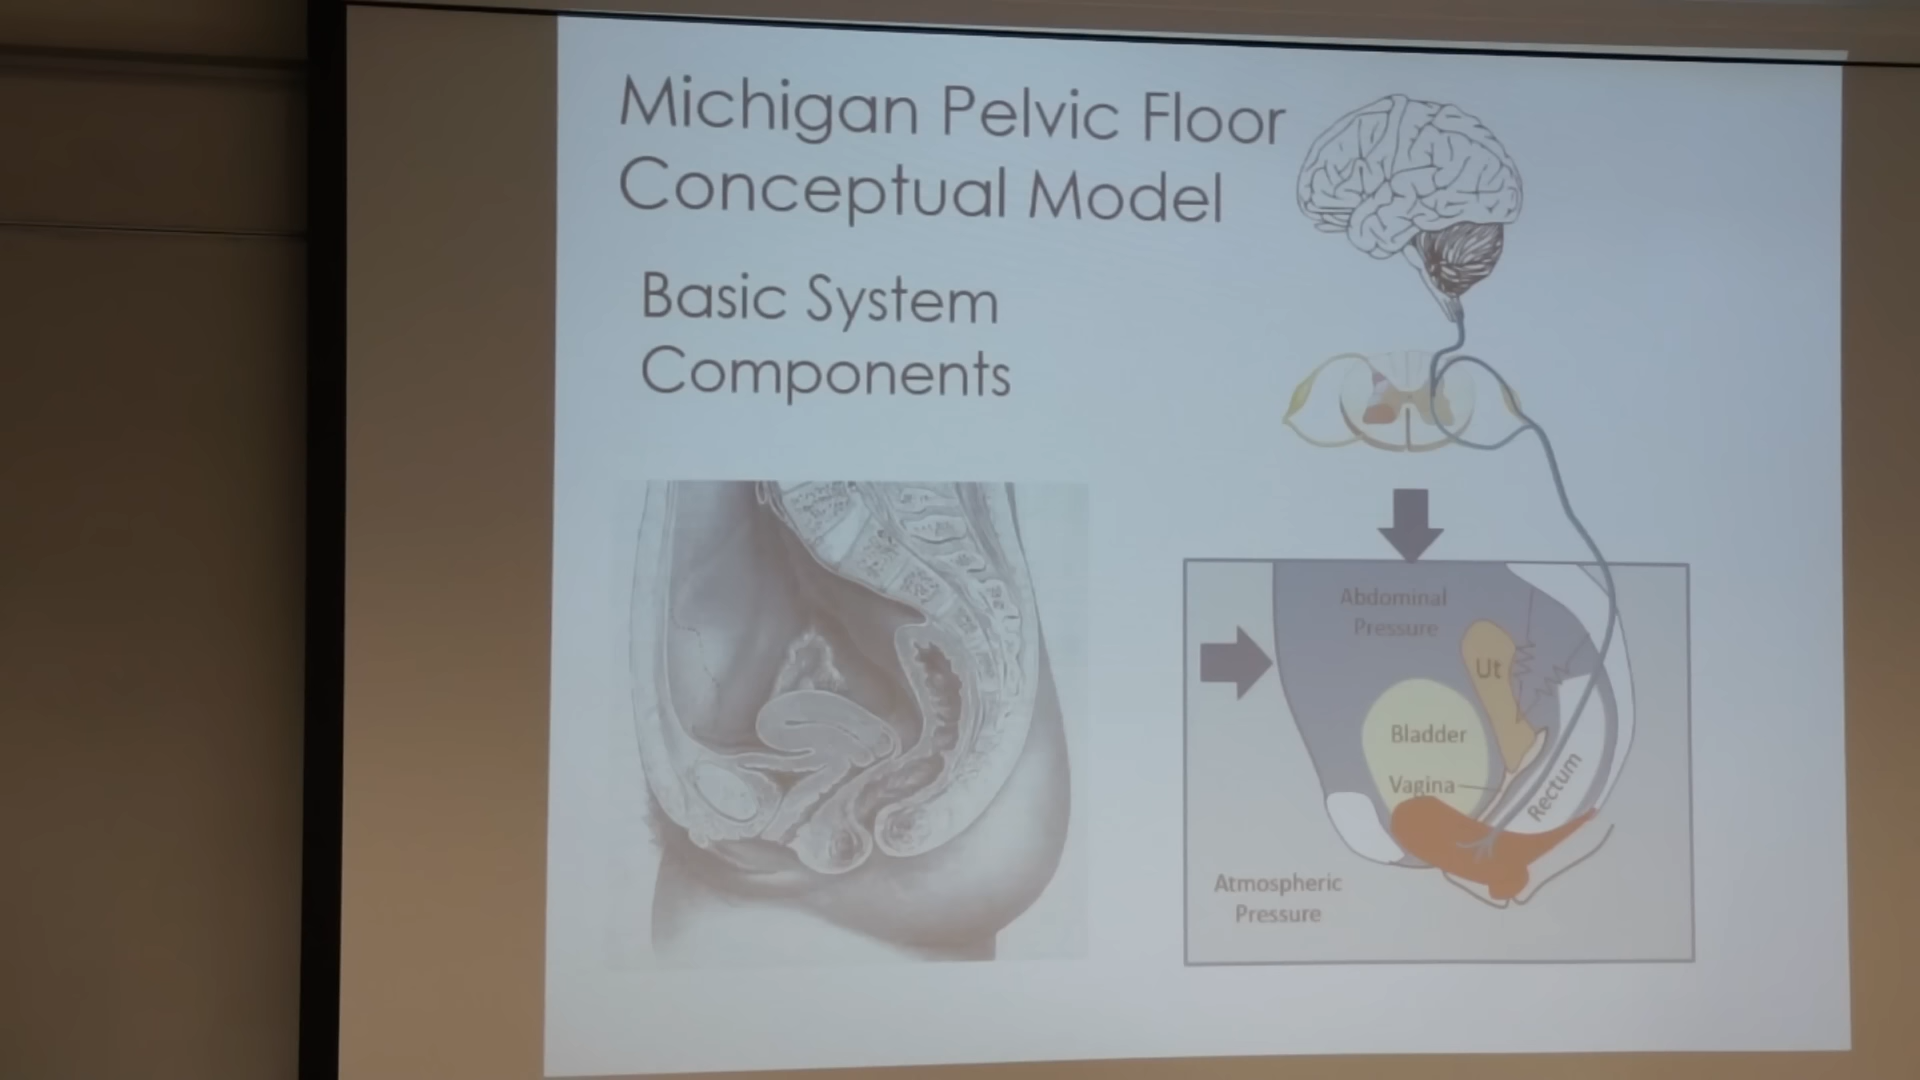 Michigan Pelvic Floor
Conceptual Model
Basic System
Components
Abdominal
Pressure
Ut
Bladder
Vagina
Rectum
Atmospheric
Pressure